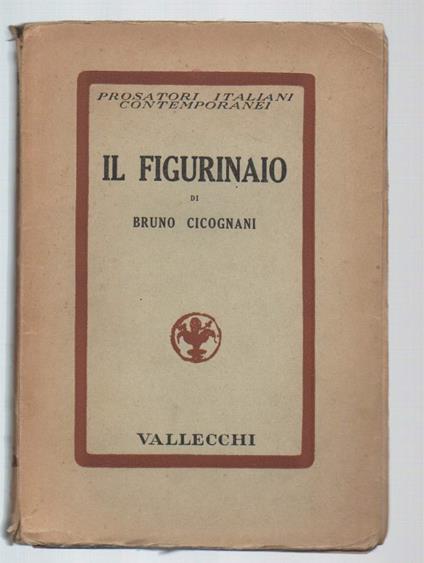 PROSATORI ITALIANI
CONTEMPORANEI
IL FIGURINAIO
DI
BRUNO CICOGNANI
VALLECCHI